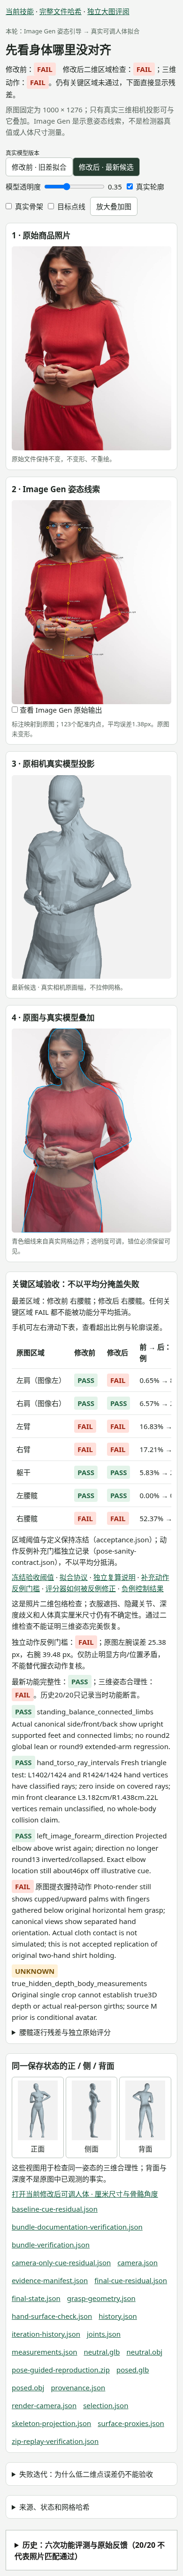 当前技能 · 完整文件哈希 · 独立大图评阅
本轮：Image Gen 姿态引导 → 真实可调人体拟合
先看身体哪里没对齐
修改前： FAIL 修改后二维区域检查： FAIL ；三维
动作： FAIL 。仍有关键区域未通过，下面直接显示残
差。
原图固定为 1000 × 1276；只有真实三维相机投影可与
它叠加。Image Gen 是示意姿态线索，不是检测器真
值或人体尺寸测量。
真实模型版本
修改前 · 旧差拟合 修改后 · 最新候选
模型透明度 0.35 真实轮廓
真实骨架 目标点线 放大叠加图
1 · 原始商品照片
原始文件保持不变，不变形、不重绘。
2 · Image Gen 姿态线索
查看 Image Gen 原始输出
标注映射到原图；123个配准内点，平均误差1.38px。原图
未变形。
3 · 原相机真实模型投影
最新候选 · 真实相机原画幅，不拉伸网格。
4 · 原图与真实模型叠加
青色细线来自真实网格边界；透明度可调，错位必须保留可
见。
关键区域验收：不以平均分掩盖失败
最差区域：修改前 右腰髋；修改后 右腰髋。任何关
键区域 FAIL 都不能被功能分平均抵消。
手机可左右滑动下表，查看超出比例与轮廓误差。
原图区域 修改前 修改后 前 → 后：
例
左肩（图像左） PASS FAIL 0.65% →
右肩（图像右） PASS PASS 6.57% →
左臂 FAIL FAIL 16.83% →
右臂 FAIL FAIL 17.21% →
躯干 PASS PASS 5.83% →
左腰髋 PASS PASS 0.00% →
右腰髋 FAIL FAIL 52.37% →
区域阈值与定义保持冻结（acceptance.json）；动
作反例补充门槛独立记录（pose-sanity-
contract.json），不以平均分抵消。
冻结验收阈值 · 拟合协议 · 独立复算说明 · 补充动作
反例门槛 · 评分器如何被反例修正 · 负例控制结果
这是照片二维包络检查；衣服遮挡、隐藏关节、深
度歧义和人体真实厘米尺寸仍有不确定性。通过二
维检查不能证明三维姿态完美恢复。
独立动作反例门槛： FAIL ；原图左腕误差 25.38
px，右腕 39.48 px。仅防止明显方向/位置矛盾，
不能替代握衣动作复核。
最新功能完整性： PASS ；三维姿态合理性：
FAIL 。历史20/20只记录当时功能断言。
PASS standing_balance_connected_limbs
Actual canonical side/front/back show upright
supported torso and connected limbs; no round2
global lean or round9 extended-arm regression.
PASS hand_torso_ray_intervals Fresh triangle
test: L1402/1424 and R1424/1424 hand vertices
have classified rays; zero inside outward removed rays;
min front clearance L3.182cm/R1.438cm.22L
vertices remain unclassified, no whole-body
collision claim.
PASS left_image_forearm_direction Projected
elbow above wrist again; direction no longer
round13 inverted/collapsed. Exact elbow
location still about46px off illustrative cue.
FAIL 原图提衣握持动作 Photo-rerender still
shows cupped/upward palms with fingers
gathered below original horizontal hem grasp;
canonical views show separated hand
orientation. Actual cloth contact is not
simulated; this is not accepted replication of
original two-hand shirt holding.
UNKNOWN
true_hidden_depth_body_measurements
Original single crop cannot establish true3D
depth or actual real-person girths; source M
prior is conditional avatar.
▶ 腰髋逐行残差与独立原始评分
同一保存状态的正 / 侧 / 背面
正面 侧面 背面
这些视图用于检查同一姿态的三维合理性；背面与
深度不是原图中已观测的事实。
打开当前修改后可调人体 · 厘米尺寸与骨骼角度
baseline-cue-residual.json
bundle-documentation-verification.json
bundle-verification.json
camera-only-cue-residual.json camera.json
evidence-manifest.json final-cue-residual.json
final-state.json grasp-geometry.json
hand-surface-check.json history.json
iteration-history.json joints.json
measurements.json neutral.glb neutral.obj
pose-guided-reproduction.zip posed.glb
posed.obj provenance.json
render-camera.json selection.json
skeleton-projection.json surface-proxies.json
zip-replay-verification.json
▶ 失败迭代：为什么低二维点误差仍不能验收
▶ 来源、状态和网格哈希
▶ 历史：六次功能评测与原始反馈（20/20 不
代表照片匹配通过）